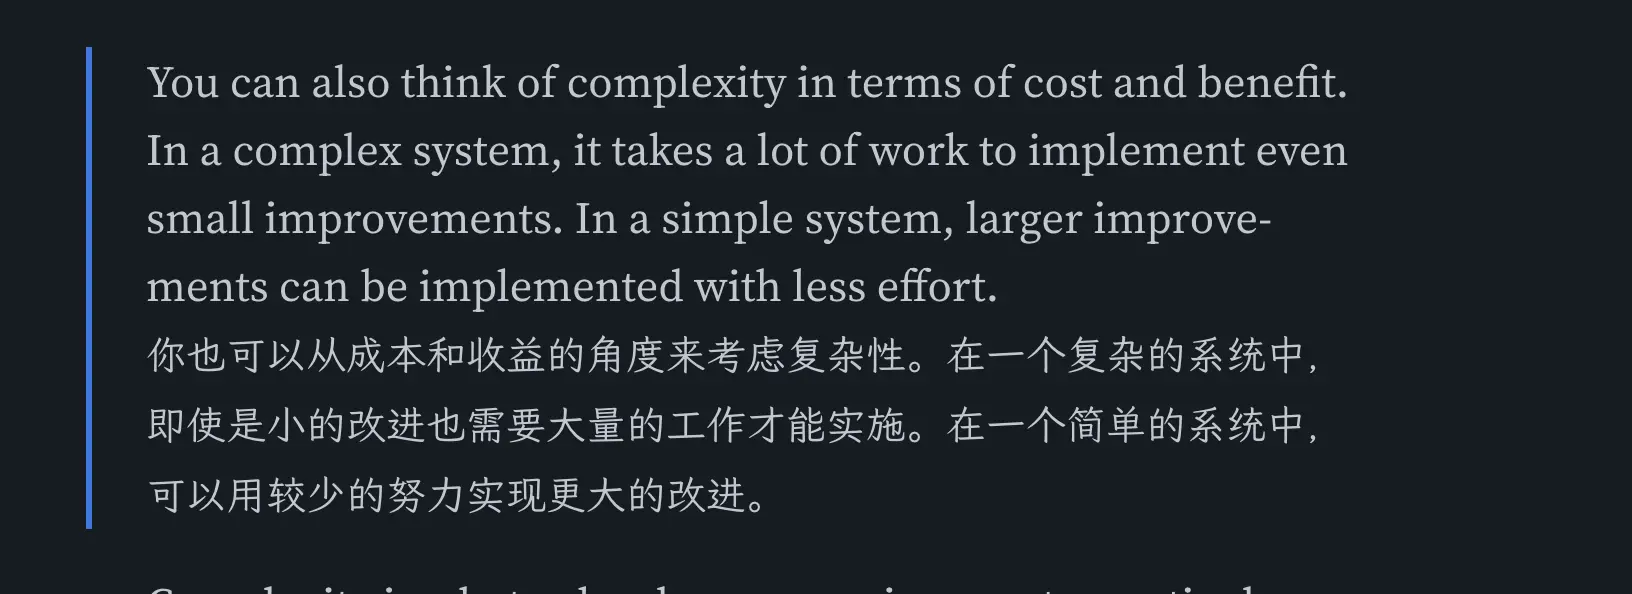 You can also think of complexity in terms of cost and benefit.
In a complex system, it takes a lot of work to implement even
small improvements. In a simple system, larger improve-
ments can be implemented with less effort.
你也可以从成本和收益的角度来考虑复杂性。在一个复杂的系统中，
即使是小的改进也需要大量的工作才能实施。在一个简单的系统中，
可以用较少的努力实现更大的改进。